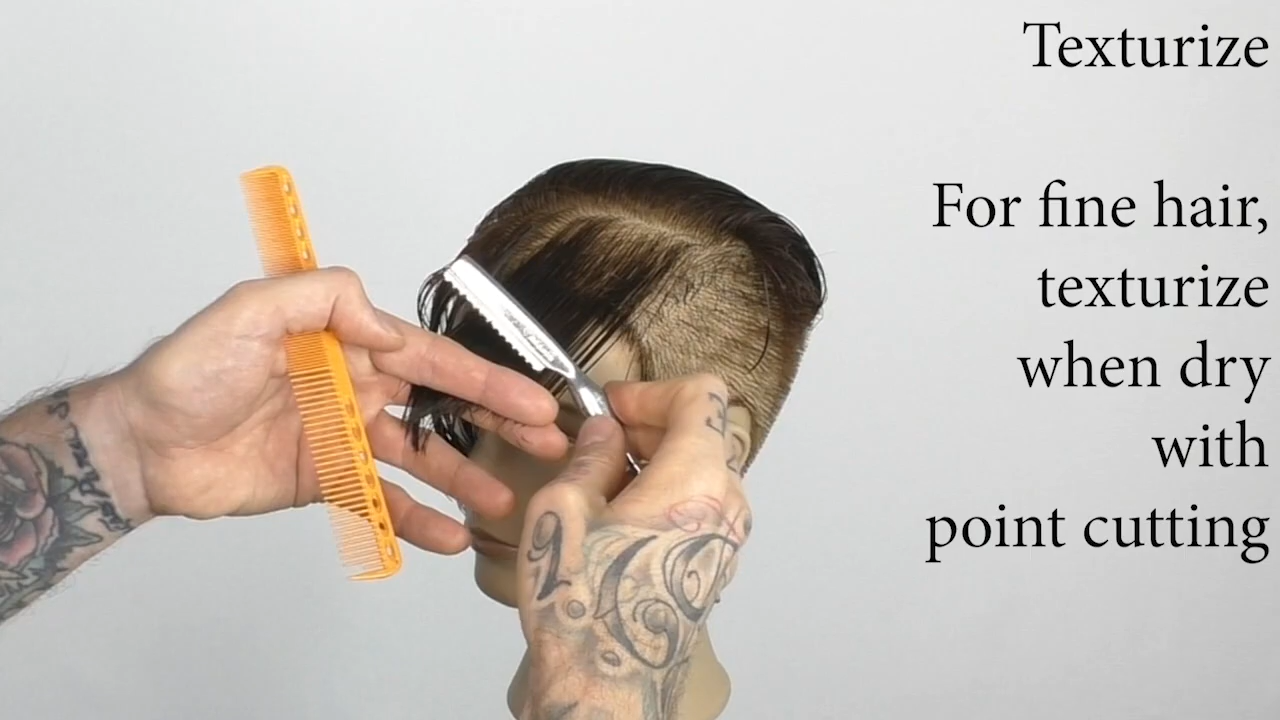 Texturize
For fine hair,
texturize
when dry
with
point cutting